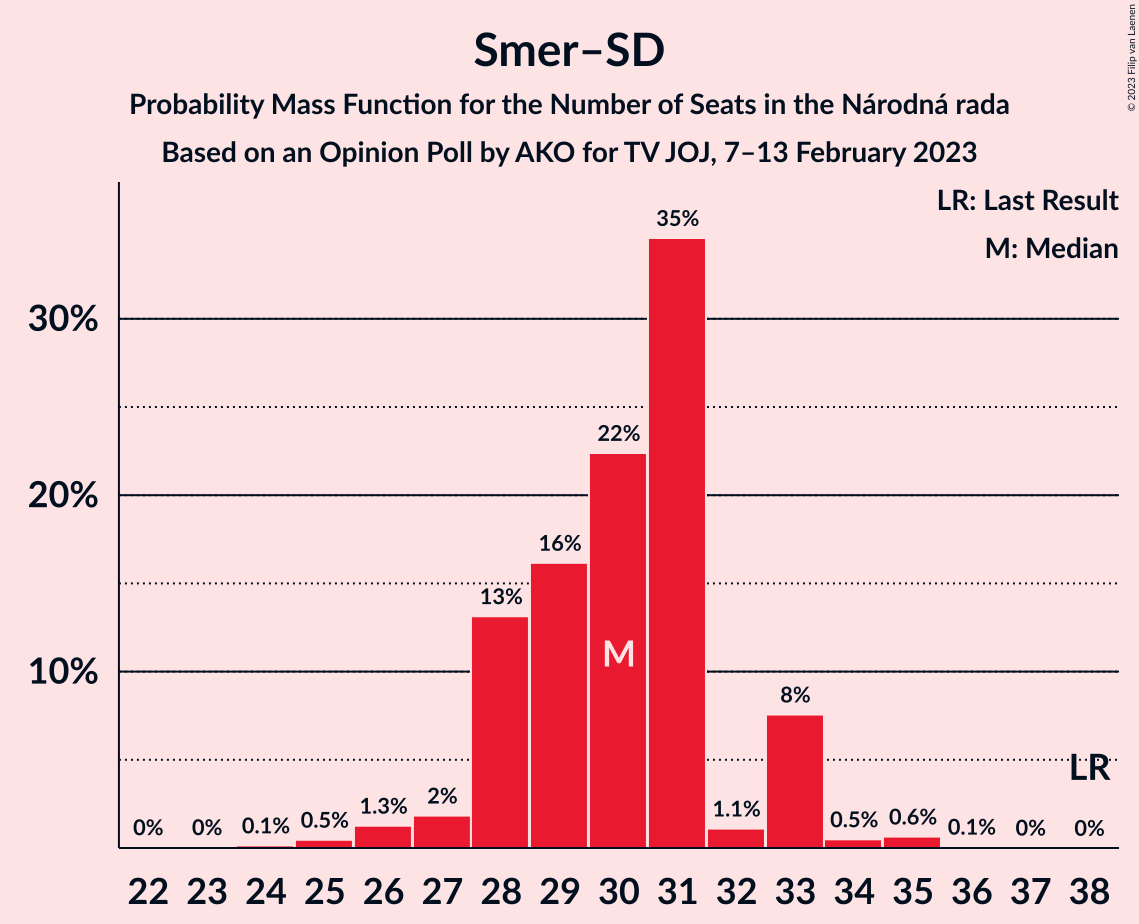 © 2023 Filip van Laenen
Smer–SD
Probability Mass Function for the Number of Seats in the Národná rada
Based on an Opinion Poll by AKO for TV JOJ, 7–13 February 2023
LR: Last Result
M: Median
30%
20%
10%
0% 0% 0.1% 0.5% 1.3% 2% 13% 16% 22% 35% 1.1% 8% 0.5% 0.6% 0.1% 0% 0%
M
LR
22 23 24 25 26 27 28 29 30 31 32 33 34 35 36 37 38